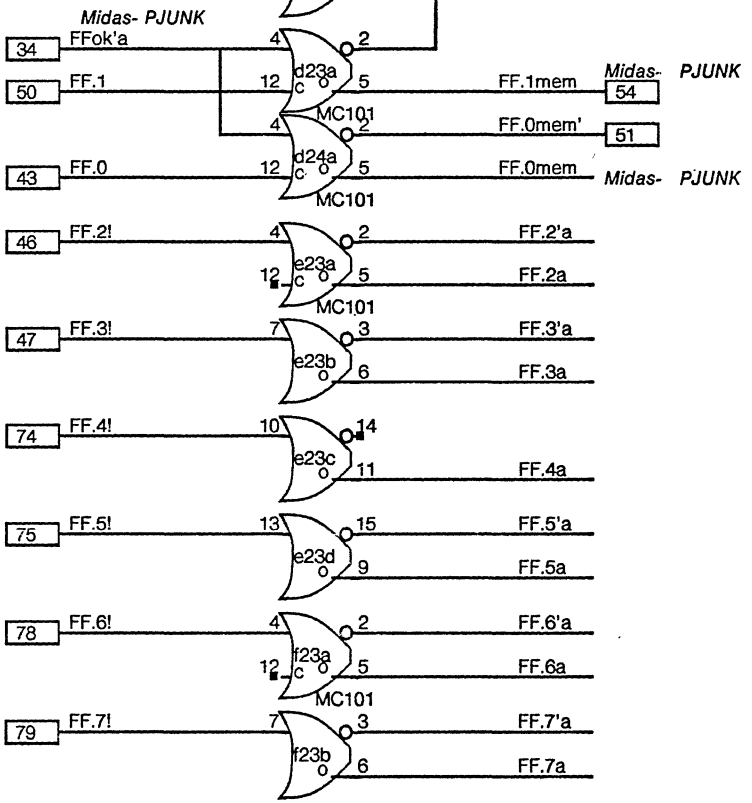 Midas- PJUNK
34 FFok'a 4 2
50 FF.1 12 d23a c O 5 FF.1mem 54 Midas- PJUNK
MC101
4 2 FF.0mem' 51
43 FF.0 12 d24a c O 5 FF.0mem Midas- PJUNK
MC101
46 FF.2! 4 2 FF.2'a
12 e23a c O 5 FF.2a
MC101
47 FF.3! 7 3 FF.3'a
e23b O 6 FF.3a
74 FF.4! 10 14
e23c O 11 FF.4a
75 FF.5! 13 15 FF.5'a
e23d O 9 FF.5a
78 FF.6! 4 2 FF.6'a
12 f23a c O 5 FF.6a
MC101
79 FF.7! 7 3 FF.7'a
f23b O 6 FF.7a